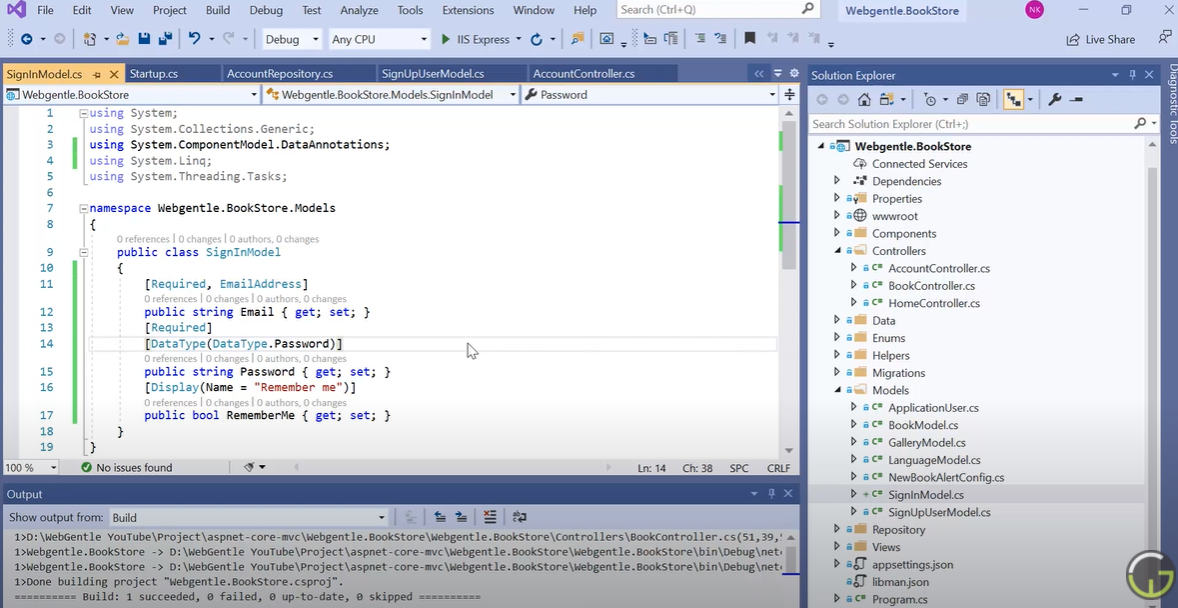 File Edit View Project Build Debug Test Analyze Tools Extensions Window Help Search (Ctrl+Q) Webgentle.BookStore NK
Debug Any CPU IIS Express Live Share
SignInModel.cs Startup.cs AccountRepository.cs SignUpUserModel.cs AccountController.cs
Webgentle.BookStore Webgentle.BookStore.Models.SignInModel Password
1 using System;
2 using System.Collections.Generic;
3 using System.ComponentModel.DataAnnotations;
4 using System.Linq;
5 using System.Threading.Tasks;
6
7 namespace Webgentle.BookStore.Models
8 {
0 references | 0 changes | 0 authors, 0 changes
9 public class SignInModel
10 {
11 [Required, EmailAddress]
0 references | 0 changes | 0 authors, 0 changes
12 public string Email { get; set; }
13 [Required]
14 [DataType(DataType.Password)]
0 references | 0 changes | 0 authors, 0 changes
15 public string Password { get; set; }
16 [Display(Name = "Remember me")]
0 references | 0 changes | 0 authors, 0 changes
17 public bool RememberMe { get; set; }
18 }
19 }
100 % No issues found Ln: 14 Ch: 38 SPC CRLF
Output
Show output from: Build
1>D:\WebGentle YouTube\Project\aspnet-core-mvc\Webgentle.BookStore\Webgentle.BookStore\Controllers\BookController.cs(51,39,
1>Webgentle.BookStore -> D:\WebGentle YouTube\Project\aspnet-core-mvc\Webgentle.BookStore\Webgentle.BookStore\bin\Debug\net
1>Webgentle.BookStore -> D:\WebGentle YouTube\Project\aspnet-core-mvc\Webgentle.BookStore\Webgentle.BookStore\bin\Debug\net
1>Done building project "Webgentle.BookStore.csproj".
========== Build: 1 succeeded, 0 failed, 0 up-to-date, 0 skipped ==========
Solution Explorer
Search Solution Explorer (Ctrl+;)
Webgentle.BookStore
Connected Services
Dependencies
Properties
wwwroot
Components
Controllers
C# AccountController.cs
C# BookController.cs
C# HomeController.cs
Data
Enums
Helpers
Migrations
Models
C# ApplicationUser.cs
C# BookModel.cs
C# GalleryModel.cs
C# LanguageModel.cs
C# NewBookAlertConfig.cs
C# SignInModel.cs
C# SignUpUserModel.cs
Repository
Views
appsettings.json
libman.json
C# Program.cs
Diagnostic Tools